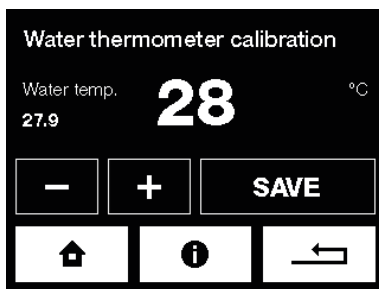 Water thermometer calibration
Water temp. 28 °C
27.9
− + SAVE
i